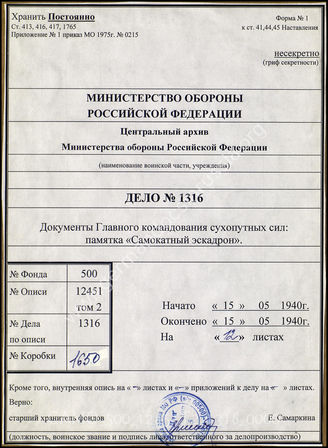 Хранить Постоянно
Форма № 1
Ст. 413, 416, 417, 1765
к ст. 41,44,45 Наставления
Приложение № 1 приказ МО 1975г. № 0215
несекретно
(гриф секретности)
МИНИСТЕРСТВО ОБОРОНЫ
РОССИЙСКОЙ ФЕДЕРАЦИИ
Центральный архив
Министерства обороны Российской Федерации
(наименование воинской части, учреждения)
ДЕЛО № 1316
Документы Главного командования сухопутных сил:
памятка «Самокатный эскадрон».
№ Фонда 500
№ Описи 12451
том 2
№ Дела 1316
по описи
№ Коробки 1650
Начато « 15 » 05 1940г.
Окончено « 15 » 05 1940г.
На « 12 » листах
Кроме того, внутренняя опись на « — » листах и « — » приложений к делу на « » листах.
Верно:
старший хранитель фондов
Е. Самаркина
(должность, воинское звание и подпись лица, ответственного за делопроизводство)